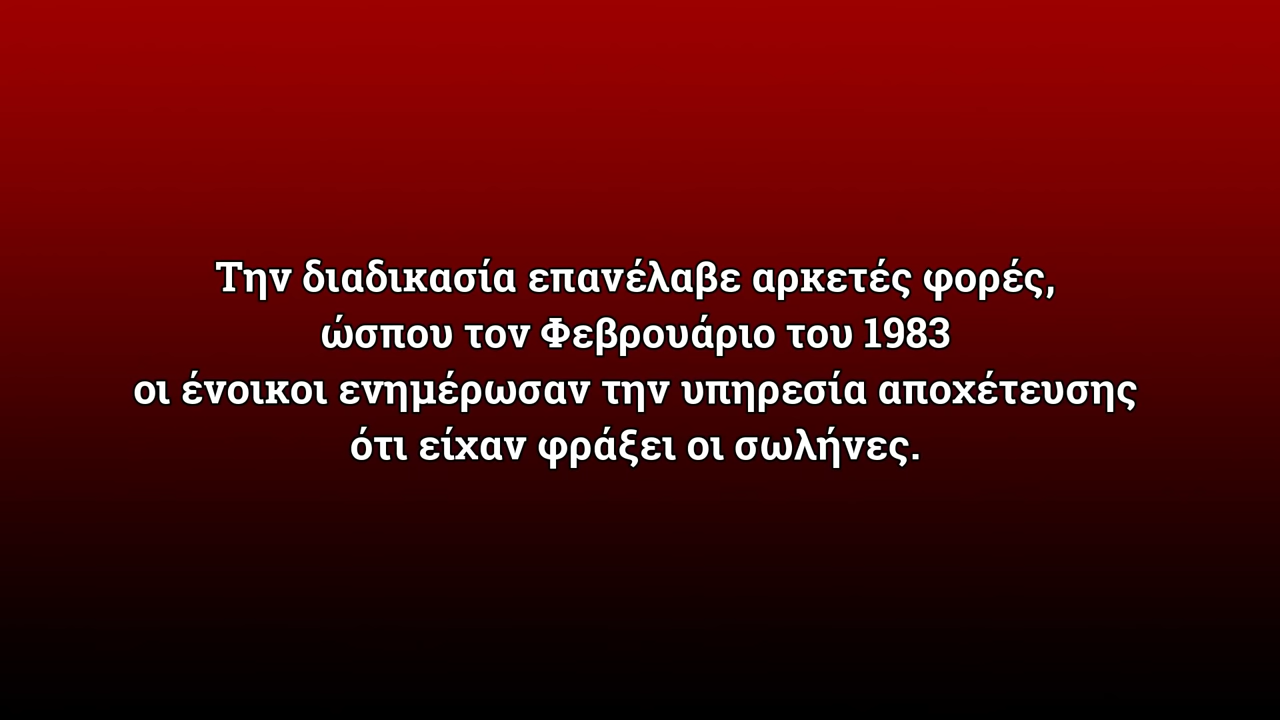 Την διαδικασία επανέλαβε αρκετές φορές,
ώσπου τον Φεβρουάριο του 1983
οι ένοικοι ενημέρωσαν την υπηρεσία αποχέτευσης
ότι είχαν φράξει οι σωλήνες.